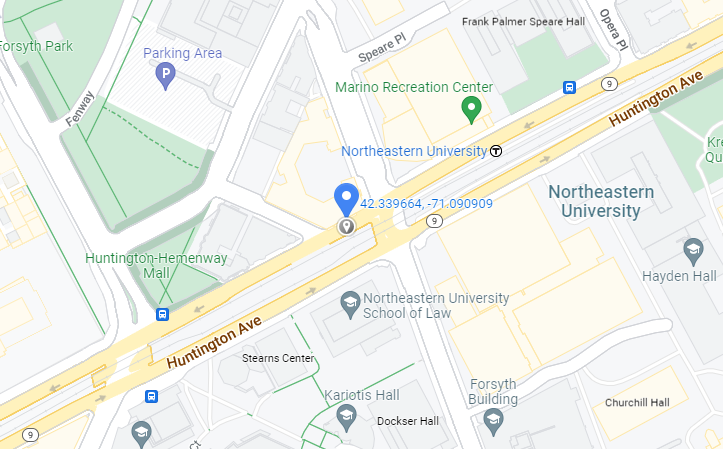 Frank Palmer Speare Hall
Opera Pl
Forsyth Park
Speare Pl
Parking Area
P
Marino Recreation Center
9
Huntington Ave
Fenway
Northeastern University
T
Northeastern
University
42.339664, -71.090909
9
Huntington-Hemenway
Mall
Hayden Hall
Northeastern University
School of Law
Huntington Ave
Stearns Center
Kariotis Hall
Forsyth
Building
Churchill Hall
Dockser Hall
9
Ct